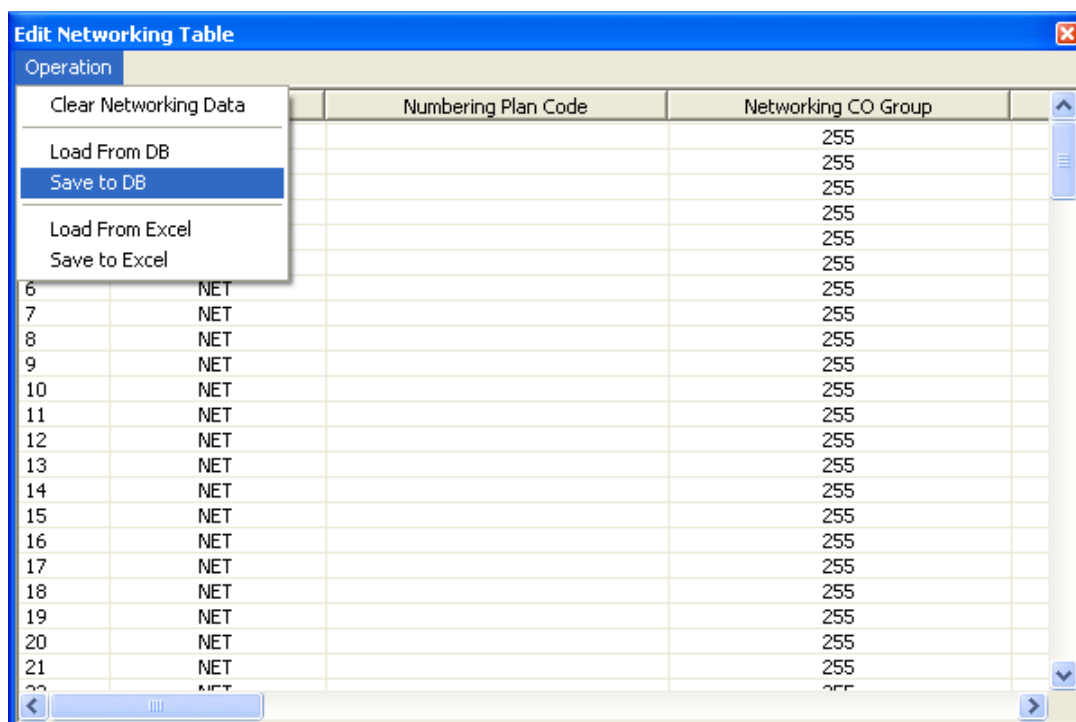 Edit Networking Table
Operation
Clear Networking Data
Load From DB
Save to DB
Load From Excel
Save to Excel
Numbering Plan Code Networking CO Group
255
255
255
255
255
255
6 NET 255
7 NET 255
8 NET 255
9 NET 255
10 NET 255
11 NET 255
12 NET 255
13 NET 255
14 NET 255
15 NET 255
16 NET 255
17 NET 255
18 NET 255
19 NET 255
20 NET 255
21 NET 255